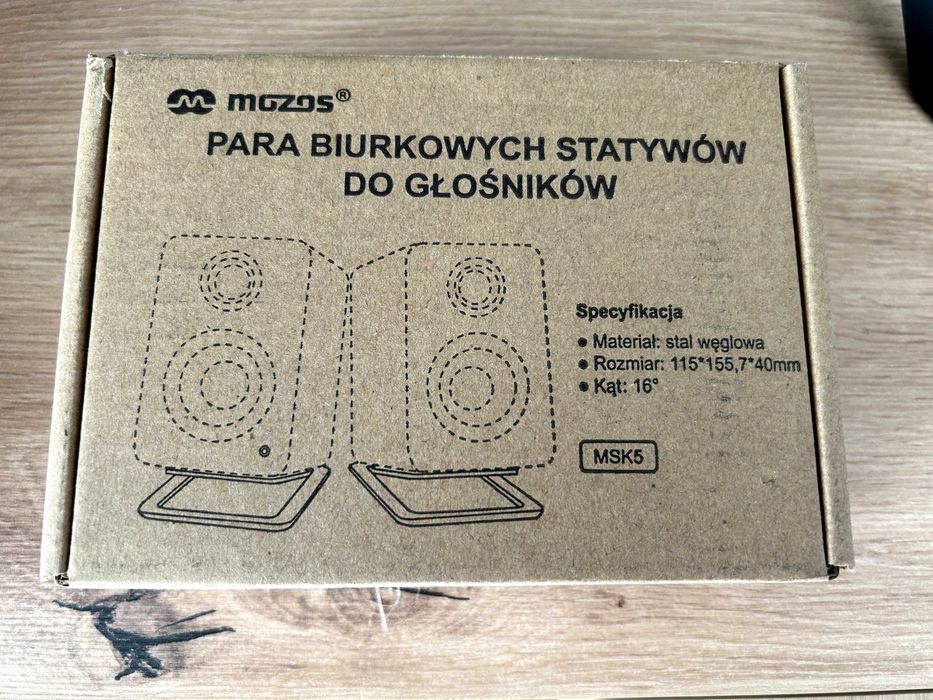 mozos®
PARA BIURKOWYCH STATYWÓW
DO GŁOŚNIKÓW
Specyfikacja
● Materiał: stal węglowa
● Rozmiar: 115*155,7*40mm
● Kąt: 16°
MSK5